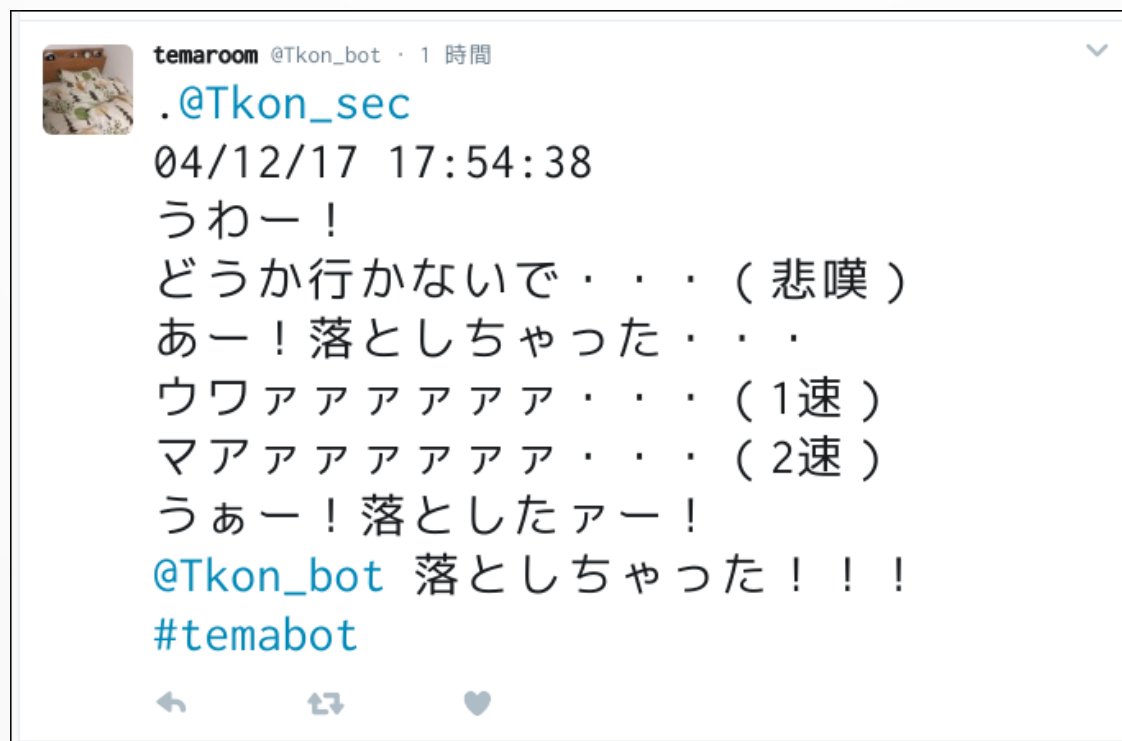 temaroom @Tkon_bot · 1 時間
.@Tkon_sec
04/12/17 17:54:38
うわー！
どうか行かないで・・・(悲嘆)
あー！落としちゃった・・・
ウワァァァァァァ・・・(1速)
マアァァァァァァ・・・(2速)
うぁー！落としたァー！
@Tkon_bot 落としちゃった！！！
#temabot